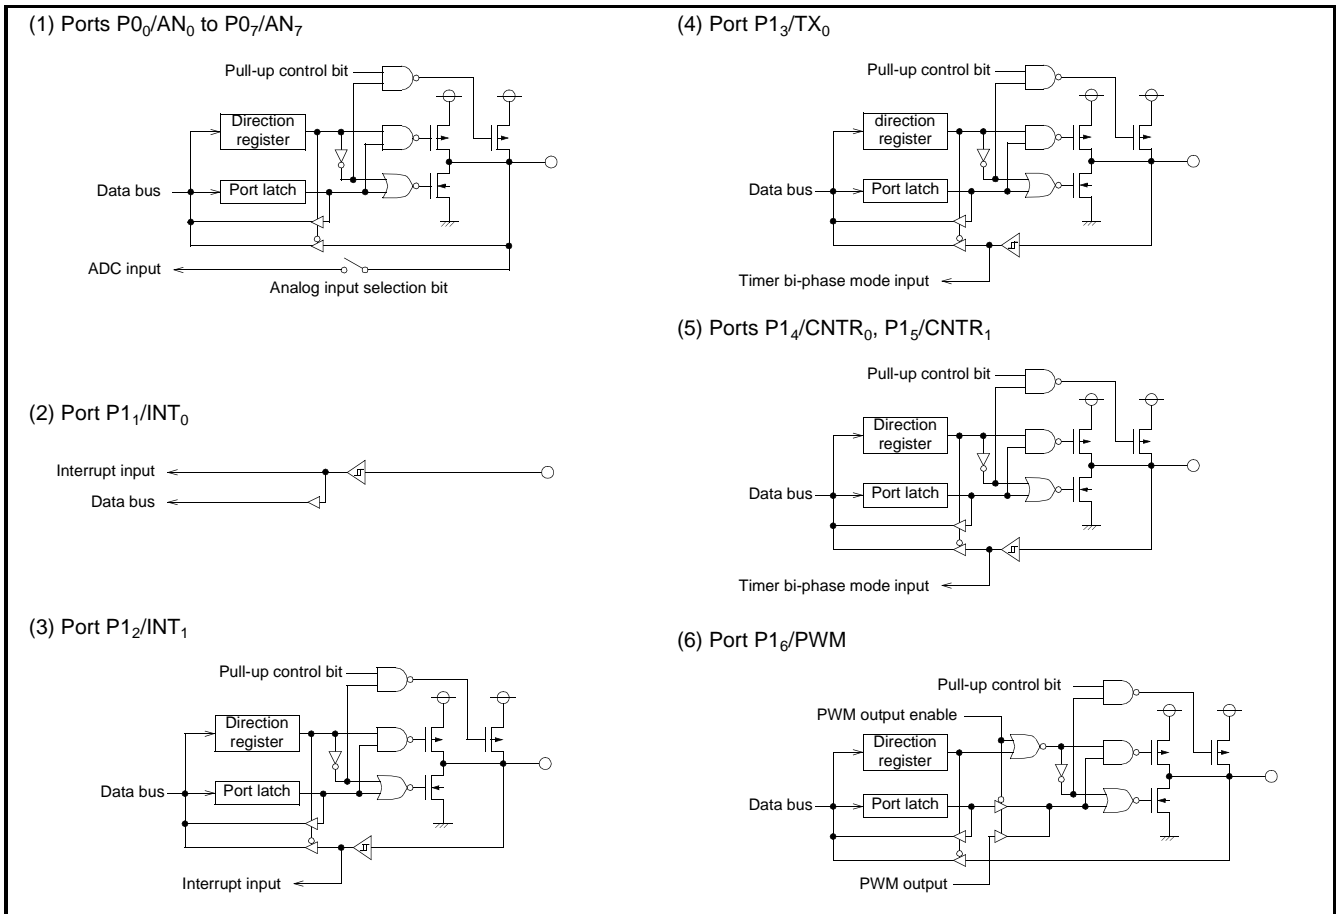 (1) Ports P0₀/AN₀ to P0₇/AN₇
Pull-up control bit
Direction
register
Data bus
Port latch
ADC input
Analog input selection bit
(2) Port P1₁/INT₀
Interrupt input
Data bus
(3) Port P1₂/INT₁
Pull-up control bit
Direction
register
Data bus
Port latch
Interrupt input
(4) Port P1₃/TX₀
Pull-up control bit
direction
register
Data bus
Port latch
Timer bi-phase mode input
(5) Ports P1₄/CNTR₀, P1₅/CNTR₁
Pull-up control bit
Direction
register
Data bus
Port latch
Timer bi-phase mode input
(6) Port P1₆/PWM
Pull-up control bit
PWM output enable
Direction
register
Data bus
Port latch
PWM output